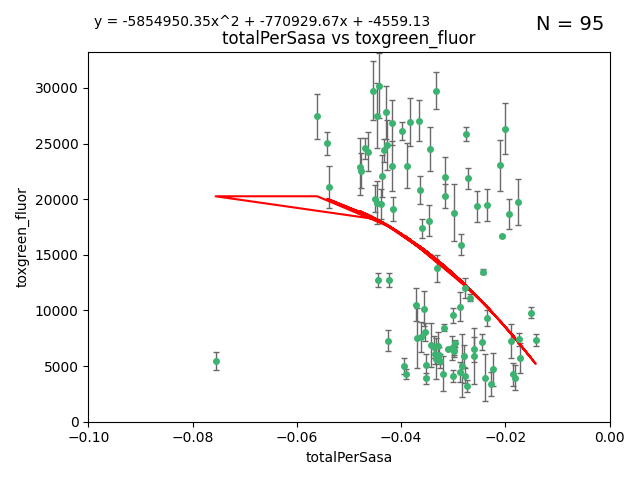 y = -5854950.35x^2 + -770929.67x + -4559.13
N = 95
totalPerSasa vs toxgreen_fluor
toxgreen_fluor
30000
25000
20000
15000
10000
5000
0
−0.10
−0.08
−0.06
−0.04
−0.02
0.00
totalPerSasa